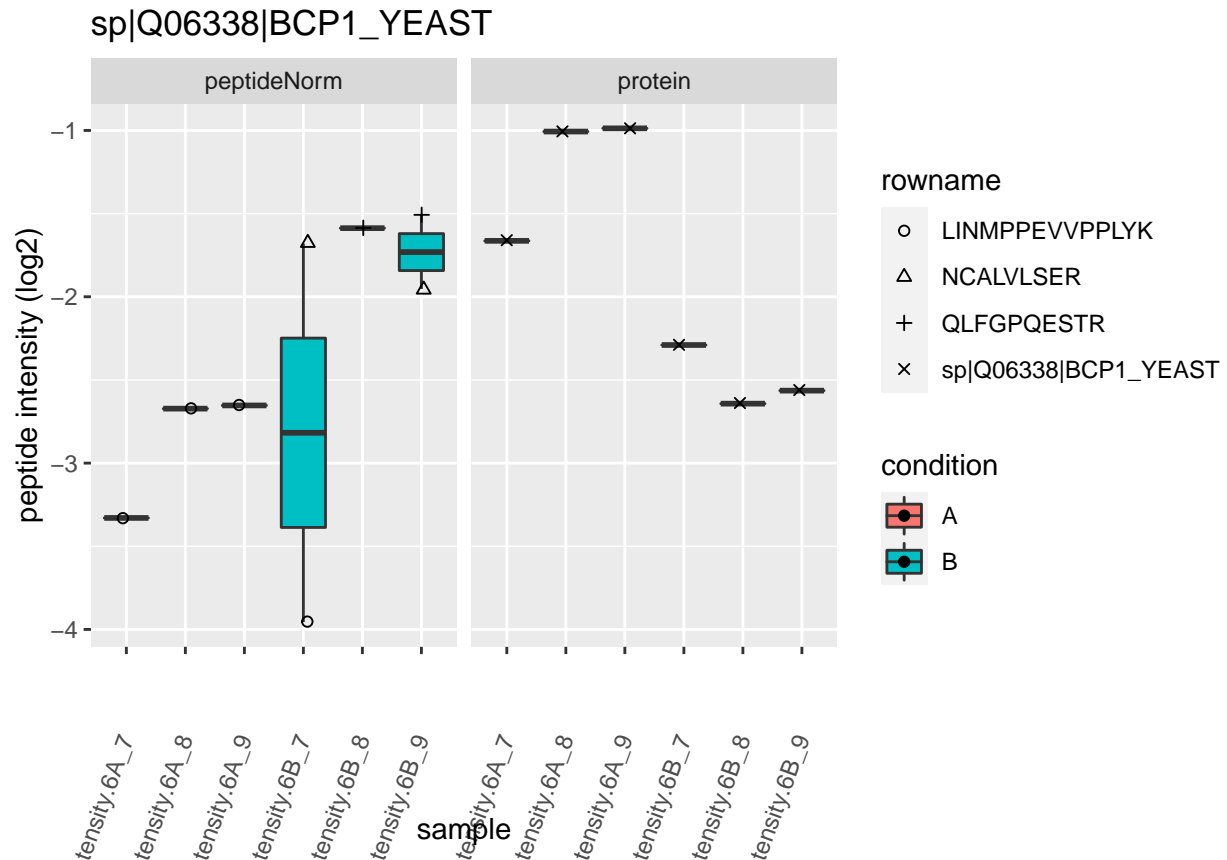 sp|Q06338|BCP1_YEAST
peptideNorm
protein
peptide intensity (log2)
−1
−2
−3
−4
tensity.6A_7
tensity.6A_8
tensity.6A_9
tensity.6B_7
tensity.6B_8
tensity.6B_9
tensity.6A_7
tensity.6A_8
tensity.6A_9
tensity.6B_7
tensity.6B_8
tensity.6B_9
sample
rowname
LINMPPEVVPPLYK
NCALVLSER
QLFGPQESTR
sp|Q06338|BCP1_YEAST
condition
A
B